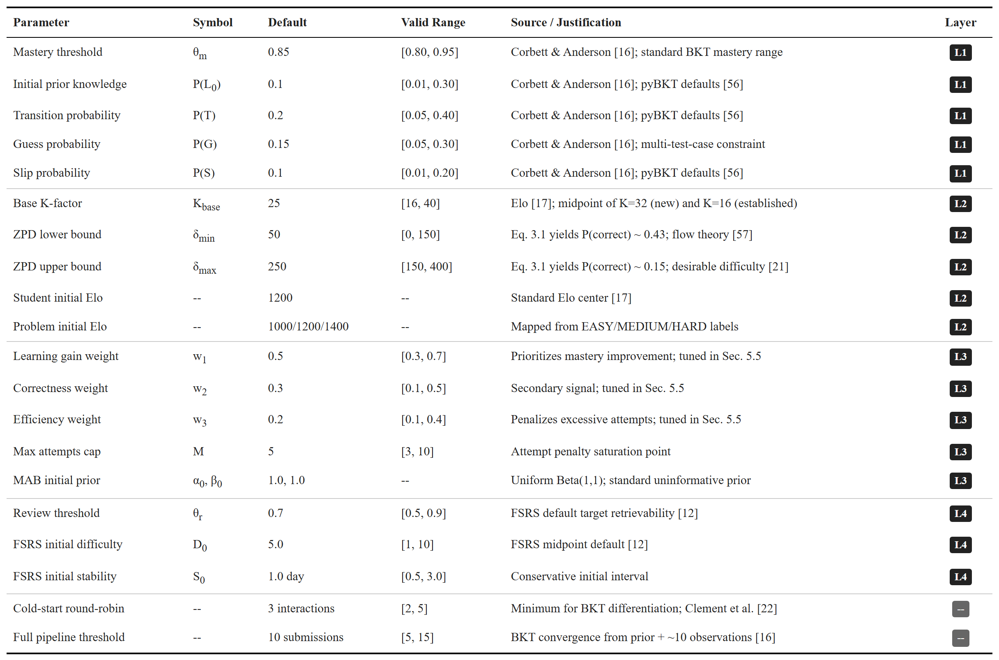 Parameter Symbol Default Valid Range Source / Justification Layer
Mastery threshold θm 0.85 [0.80, 0.95] Corbett & Anderson [16]; standard BKT mastery range L1
Initial prior knowledge P(L0) 0.1 [0.01, 0.30] Corbett & Anderson [16]; pyBKT defaults [56] L1
Transition probability P(T) 0.2 [0.05, 0.40] Corbett & Anderson [16]; pyBKT defaults [56] L1
Guess probability P(G) 0.15 [0.05, 0.30] Corbett & Anderson [16]; multi-test-case constraint L1
Slip probability P(S) 0.1 [0.01, 0.20] Corbett & Anderson [16]; pyBKT defaults [56] L1
Base K-factor Kbase 25 [16, 40] Elo [17]; midpoint of K=32 (new) and K=16 (established) L2
ZPD lower bound δmin 50 [0, 150] Eq. 3.1 yields P(correct) ~ 0.43; flow theory [57] L2
ZPD upper bound δmax 250 [150, 400] Eq. 3.1 yields P(correct) ~ 0.15; desirable difficulty [21] L2
Student initial Elo -- 1200 -- Standard Elo center [17] L2
Problem initial Elo -- 1000/1200/1400 -- Mapped from EASY/MEDIUM/HARD labels L2
Learning gain weight w1 0.5 [0.3, 0.7] Prioritizes mastery improvement; tuned in Sec. 5.5 L3
Correctness weight w2 0.3 [0.1, 0.5] Secondary signal; tuned in Sec. 5.5 L3
Efficiency weight w3 0.2 [0.1, 0.4] Penalizes excessive attempts; tuned in Sec. 5.5 L3
Max attempts cap M 5 [3, 10] Attempt penalty saturation point L3
MAB initial prior α0, β0 1.0, 1.0 -- Uniform Beta(1,1); standard uninformative prior L3
Review threshold θr 0.7 [0.5, 0.9] FSRS default target retrievability [12] L4
FSRS initial difficulty D0 5.0 [1, 10] FSRS midpoint default [12] L4
FSRS initial stability S0 1.0 day [0.5, 3.0] Conservative initial interval L4
Cold-start round-robin -- 3 interactions [2, 5] Minimum for BKT differentiation; Clement et al. [22] --
Full pipeline threshold -- 10 submissions [5, 15] BKT convergence from prior + ~10 observations [16] --